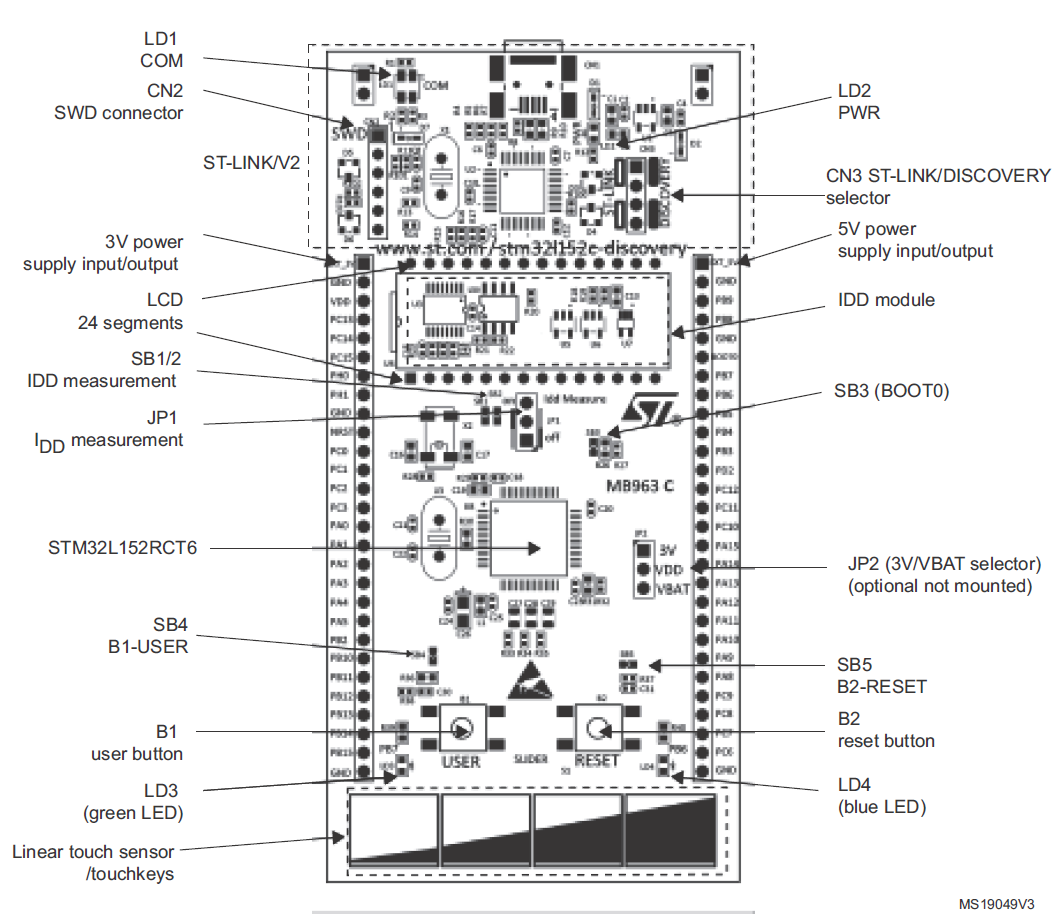 LD1
COM
CN2
SWD connector
ST-LINK/V2
3V power
supply input/output
LCD
24 segments
SB1/2
IDD measurement
JP1
IDD measurement
STM32L152RCT6
SB4
B1-USER
B1
user button
LD3
(green LED)
Linear touch sensor
/touchkeys
LD2
PWR
CN3 ST-LINK/DISCOVERY
selector
5V power
supply input/output
IDD module
SB3 (BOOT0)
JP2 (3V/VBAT selector)
(optional not mounted)
SB5
B2-RESET
B2
reset button
LD4
(blue LED)
COM
SWD
ST-LINK
DISCOVERY
www.st.com/stm32l152c-discovery
Idd Measure
JP1
off
MB963 C
3V
VDD
VBAT
GND
VDD
PC13
PC14
PC15
PH0
PH1
GND
NRST
PC0
PC1
PC2
PC3
PA0
PA1
PA2
PA3
PA4
PA5
PB2
PB10
PB11
PB12
PB13
PB14
PB15
GND
GND
PB9
PB8
GND
BOOT0
PB7
PB6
PB5
PB4
PB3
PD2
PC12
PC11
PC10
PA15
PA14
PA13
PA12
PA11
PA10
PA9
PA8
PC9
PC8
PC7
PC6
GND
B1
B2
PB7
USER
SLIDER
RESET
PB6
MS19049V3